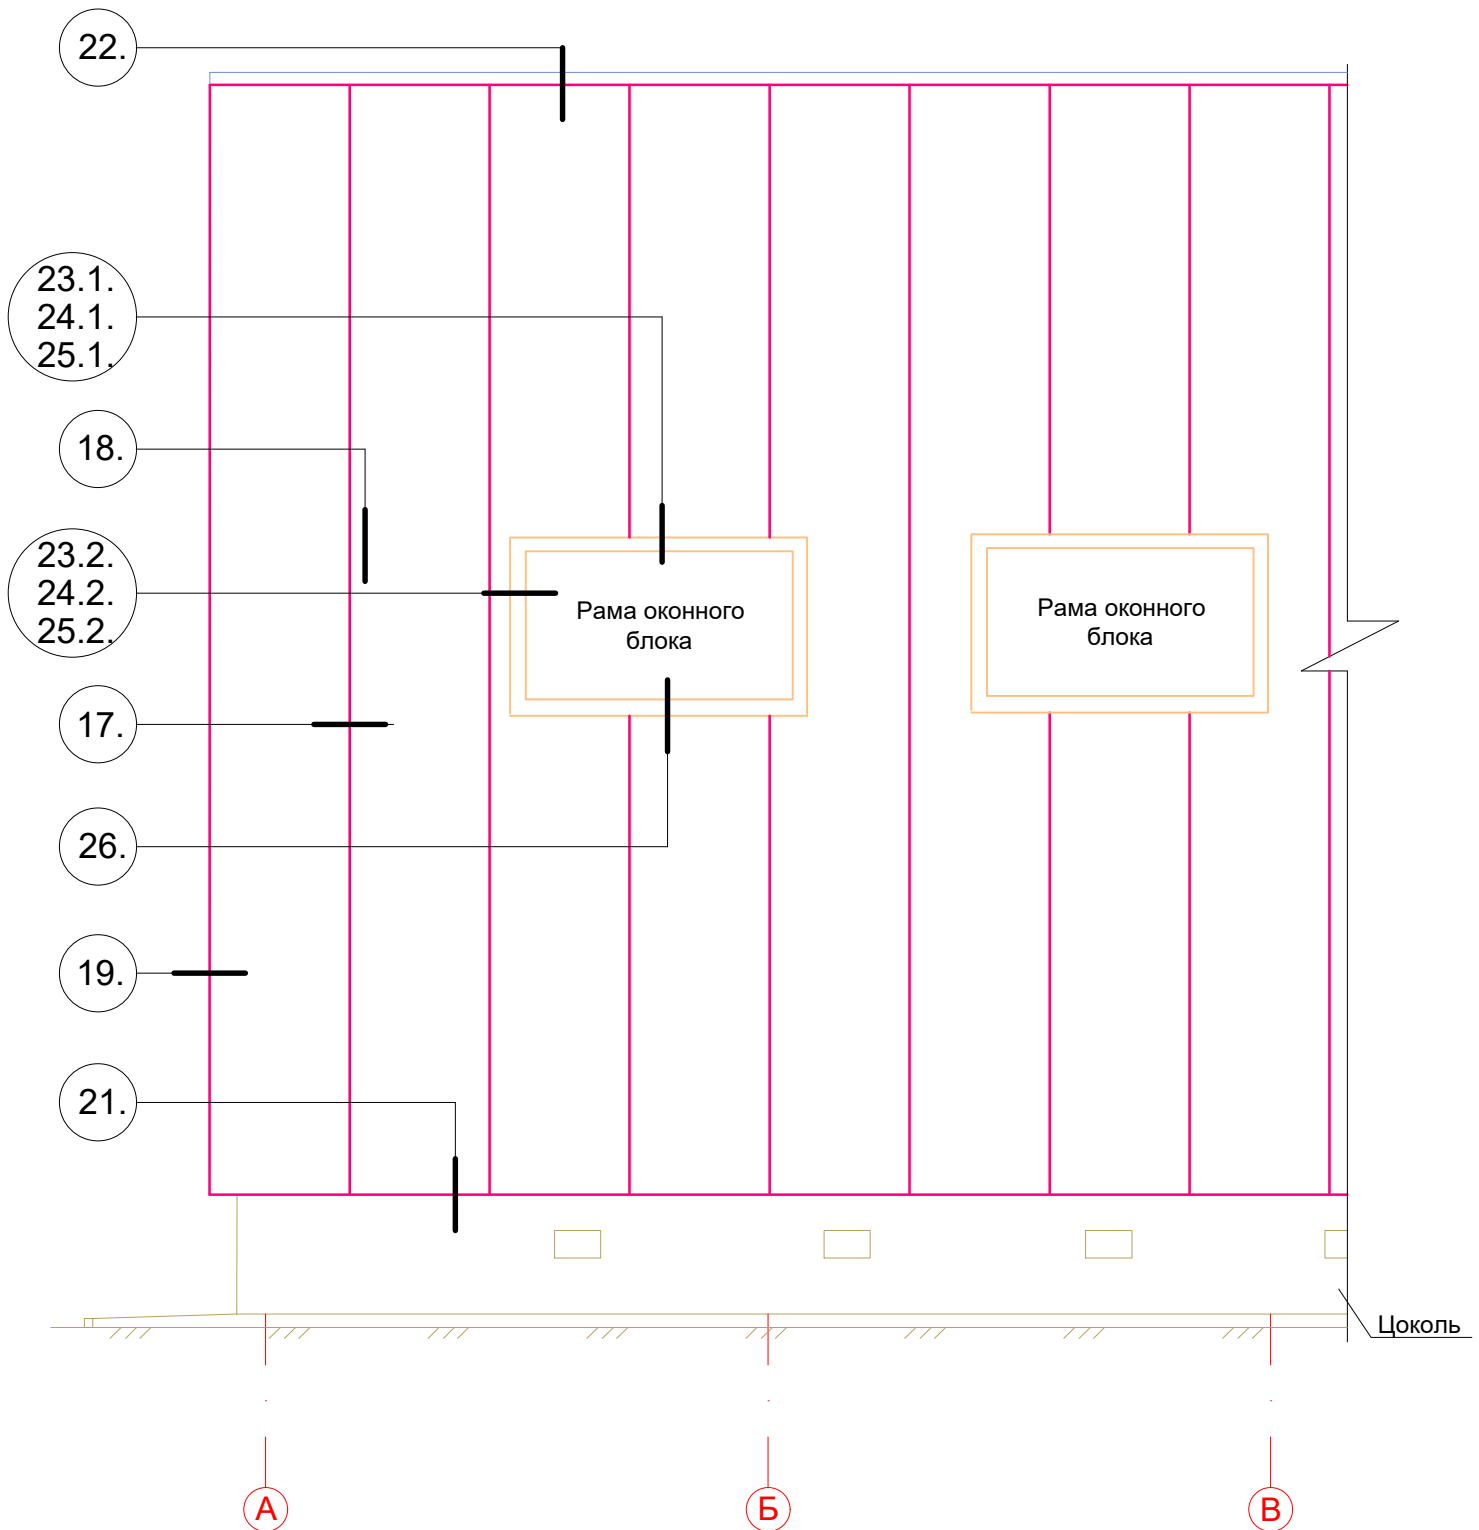 22.
23.1.
24.1.
25.1.
18.
23.2.
24.2.
25.2.
Рама оконного
блока
Рама оконного
блока
17.
26.
19.
21.
Цоколь
А
Б
В